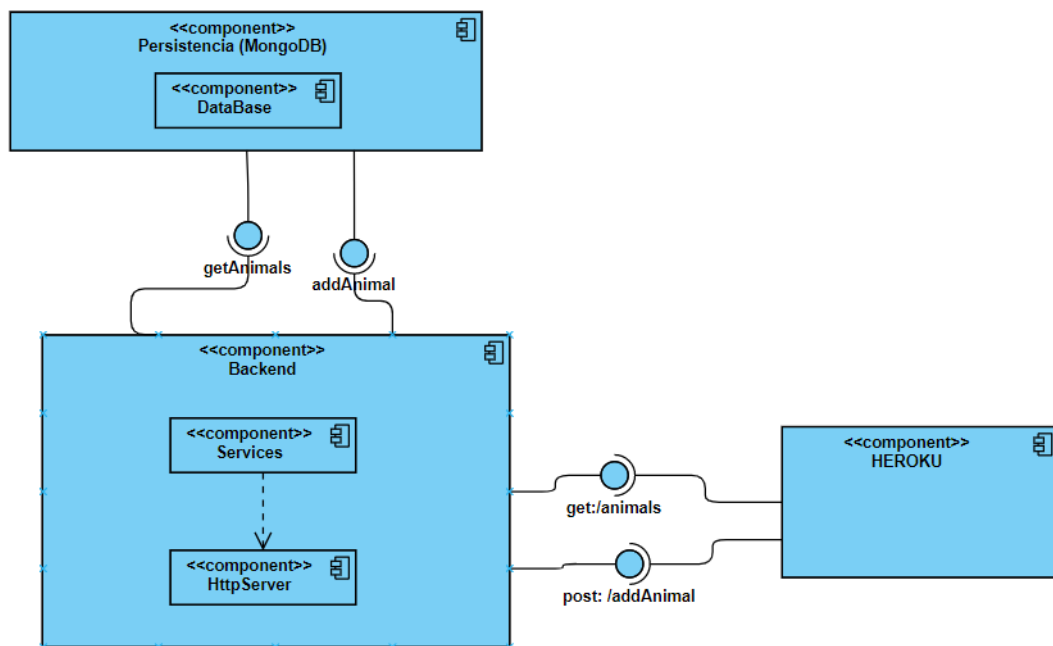 <<component>>
Persistencia (MongoDB)
<<component>>
DataBase
getAnimals
addAnimal
<<component>>
Backend
<<component>>
Services
<<component>>
HttpServer
get:/animals
post: /addAnimal
<<component>>
HEROKU